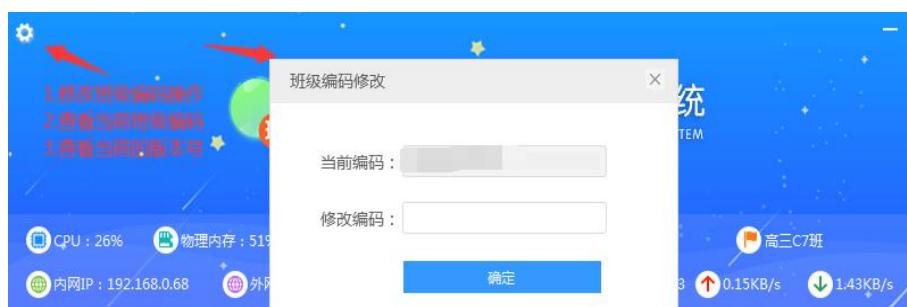 班级编码修改
1.修改班级编码操作
2.查看当前班级编码
3.查看当前的版本号
统
TEM
当前编码：
修改编码：
CPU：26%
物理内存：51%
高三C7班
确定
内网IP：192.168.0.68
外
3
0.15KB/s
1.43KB/s